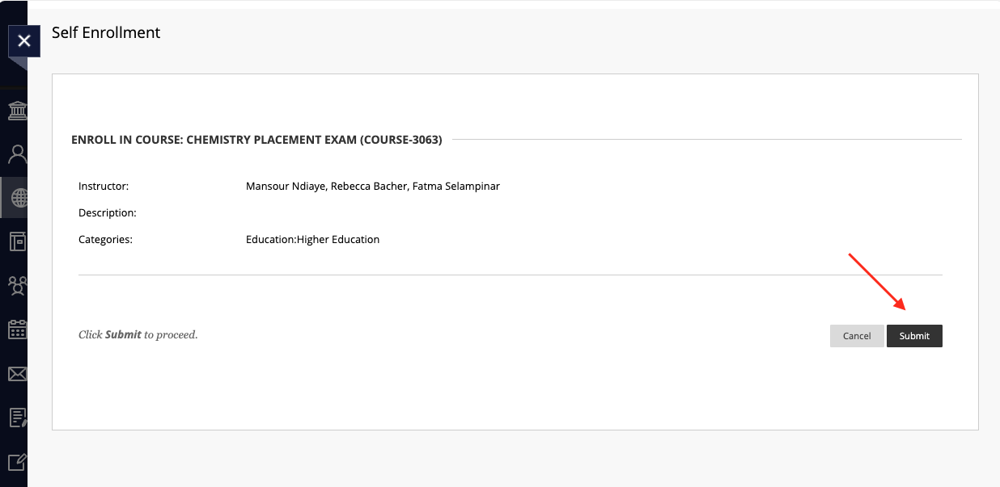 Self Enrollment
ENROLL IN COURSE: CHEMISTRY PLACEMENT EXAM (COURSE-3063)
Instructor: Mansour Ndiaye, Rebecca Bacher, Fatma Selampinar
Description:
Categories: Education:Higher Education
Click Submit to proceed. Cancel Submit